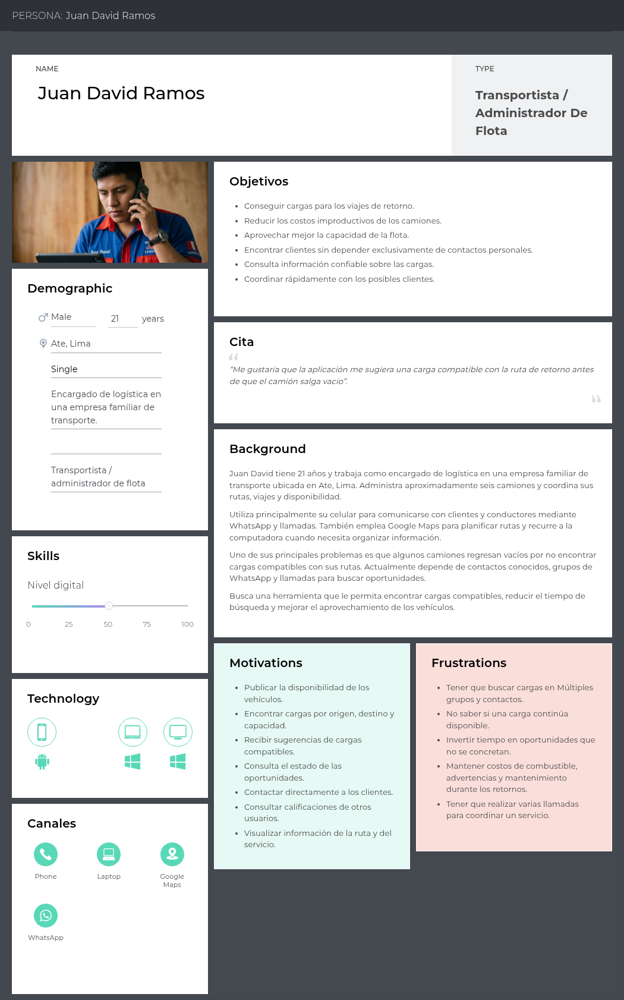 PERSONA: Juan David Ramos
NAME
Juan David Ramos
TYPE
Transportista /
Administrador De
Flota
Juan David
LOGIS
Demographic
Male
21 years
Ate, Lima
Single
Encargado de logística en
una empresa familiar de
transporte.
Transportista /
administrador de flota
Skills
Nivel digital
0 25 50 75 100
Technology
Canales
Phone
Laptop
Google
Maps
WhatsApp
Objetivos
• Conseguir cargas para los viajes de retorno.
• Reducir los costos improductivos de los camiones.
• Aprovechar mejor la capacidad de la flota.
• Encontrar clientes sin depender exclusivamente de contactos personales.
• Consulta información confiable sobre las cargas.
• Coordinar rápidamente con los posibles clientes.
Cita
“
“Me gustaría que la aplicación me sugiera una carga compatible con la ruta de retorno antes
de que el camión salga vacío”.
”
Background
Juan David tiene 21 años y trabaja como encargado de logística en una empresa familiar de
transporte ubicada en Ate, Lima. Administra aproximadamente seis camiones y coordina sus
rutas, viajes y disponibilidad.
Utiliza principalmente su celular para comunicarse con clientes y conductores mediante
WhatsApp y llamadas. También emplea Google Maps para planificar rutas y recurre a la
computadora cuando necesita organizar información.
Uno de sus principales problemas es que algunos camiones regresan vacíos por no encontrar
cargas compatibles con sus rutas. Actualmente depende de contactos conocidos, grupos de
WhatsApp y llamadas para buscar oportunidades.
Busca una herramienta que le permita encontrar cargas compatibles, reducir el tiempo de
búsqueda y mejorar el aprovechamiento de los vehículos.
Motivations
• Publicar la disponibilidad de los
vehículos.
• Encontrar cargas por origen, destino y
capacidad.
• Recibir sugerencias de cargas
compatibles.
• Consulta el estado de las
oportunidades.
• Contactar directamente a los clientes.
• Consultar calificaciones de otros
usuarios.
• Visualizar información de la ruta y del
servicio.
Frustrations
• Tener que buscar cargas en Múltiples
grupos y contactos.
• No saber si una carga continúa
disponible.
• Invertir tiempo en oportunidades que
no se concretan.
• Mantener costos de combustible,
advertencias y mantenimiento
durante los retornos.
• Tener que realizar varias llamadas
para coordinar un servicio.